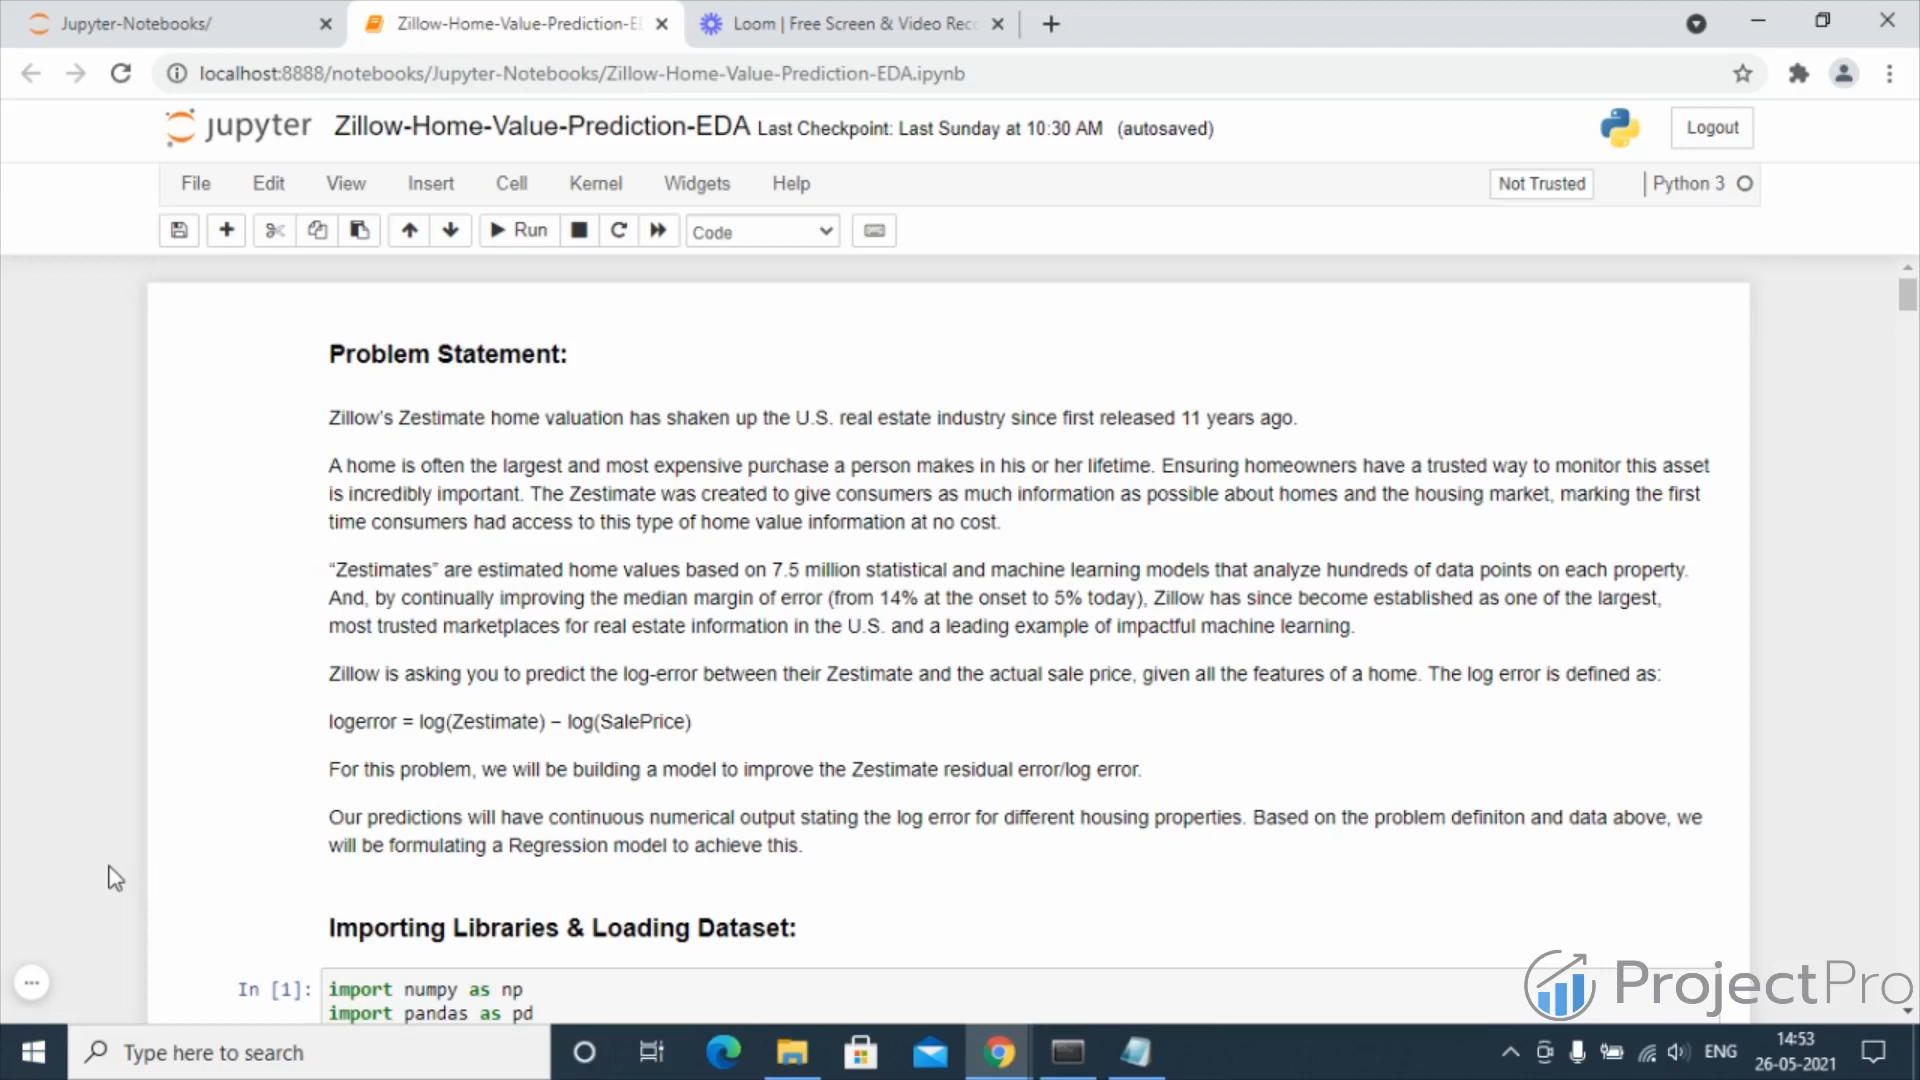 Jupyter-Notebooks/
Zillow-Home-Value-Prediction-E
Loom | Free Screen & Video Rec
localhost:8888/notebooks/Jupyter-Notebooks/Zillow-Home-Value-Prediction-EDA.ipynb
jupyter Zillow-Home-Value-Prediction-EDA Last Checkpoint: Last Sunday at 10:30 AM (autosaved)
Logout
File Edit View Insert Cell Kernel Widgets Help
Not Trusted
Python 3
Run
Code
Problem Statement:
Zillow's Zestimate home valuation has shaken up the U.S. real estate industry since first released 11 years ago.
A home is often the largest and most expensive purchase a person makes in his or her lifetime. Ensuring homeowners have a trusted way to monitor this asset
is incredibly important. The Zestimate was created to give consumers as much information as possible about homes and the housing market, marking the first
time consumers had access to this type of home value information at no cost.
“Zestimates” are estimated home values based on 7.5 million statistical and machine learning models that analyze hundreds of data points on each property.
And, by continually improving the median margin of error (from 14% at the onset to 5% today), Zillow has since become established as one of the largest,
most trusted marketplaces for real estate information in the U.S. and a leading example of impactful machine learning.
Zillow is asking you to predict the log-error between their Zestimate and the actual sale price, given all the features of a home. The log error is defined as:
logerror = log(Zestimate) − log(SalePrice)
For this problem, we will be building a model to improve the Zestimate residual error/log error.
Our predictions will have continuous numerical output stating the log error for different housing properties. Based on the problem definiton and data above, we
will be formulating a Regression model to achieve this.
Importing Libraries & Loading Dataset:
In [1]: import numpy as np
import pandas as pd
ProjectPro
Type here to search
ENG
14:53
26-05-2021